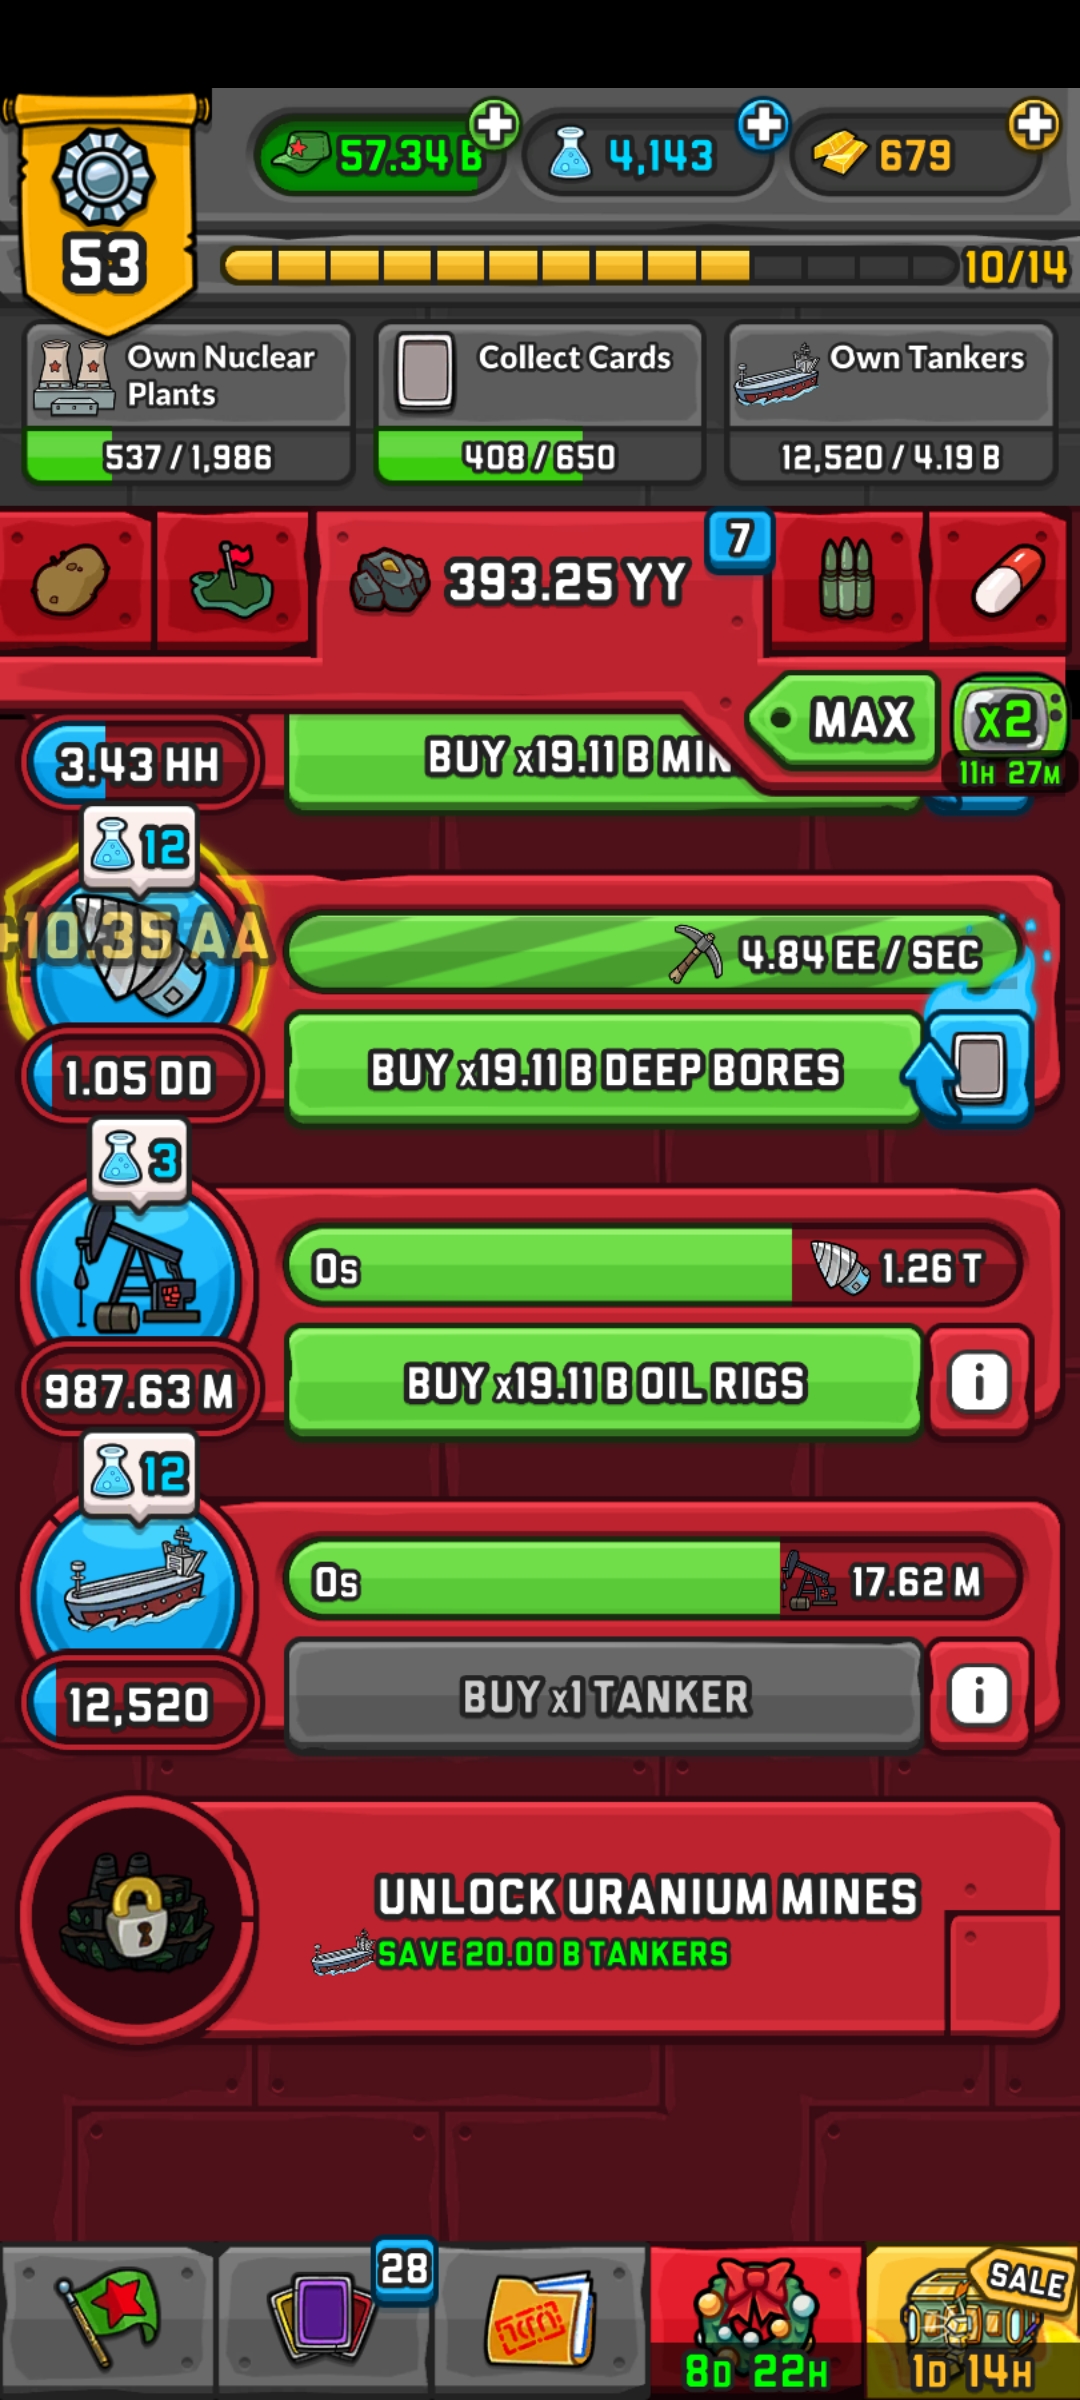 57.34 B
4,143
679
53
10/14
Own Nuclear
Plants
537 / 1,986
Collect Cards
408 / 650
Own Tankers
12,520 / 4.19 B
393.25 YY
7
MAX
x2
11H 27M
3.43 HH
BUY x19.11 B MIN
12
+10.35 AA
4.84 EE / SEC
1.05 DD
BUY x19.11 B DEEP BORES
3
0s
1.26 T
987.63 M
BUY x19.11 B OIL RIGS
i
12
0s
17.62 M
12,520
BUY x1 TANKER
i
UNLOCK URANIUM MINES
SAVE 20.00 B TANKERS
28
SALE
8D 22H
1D 14H